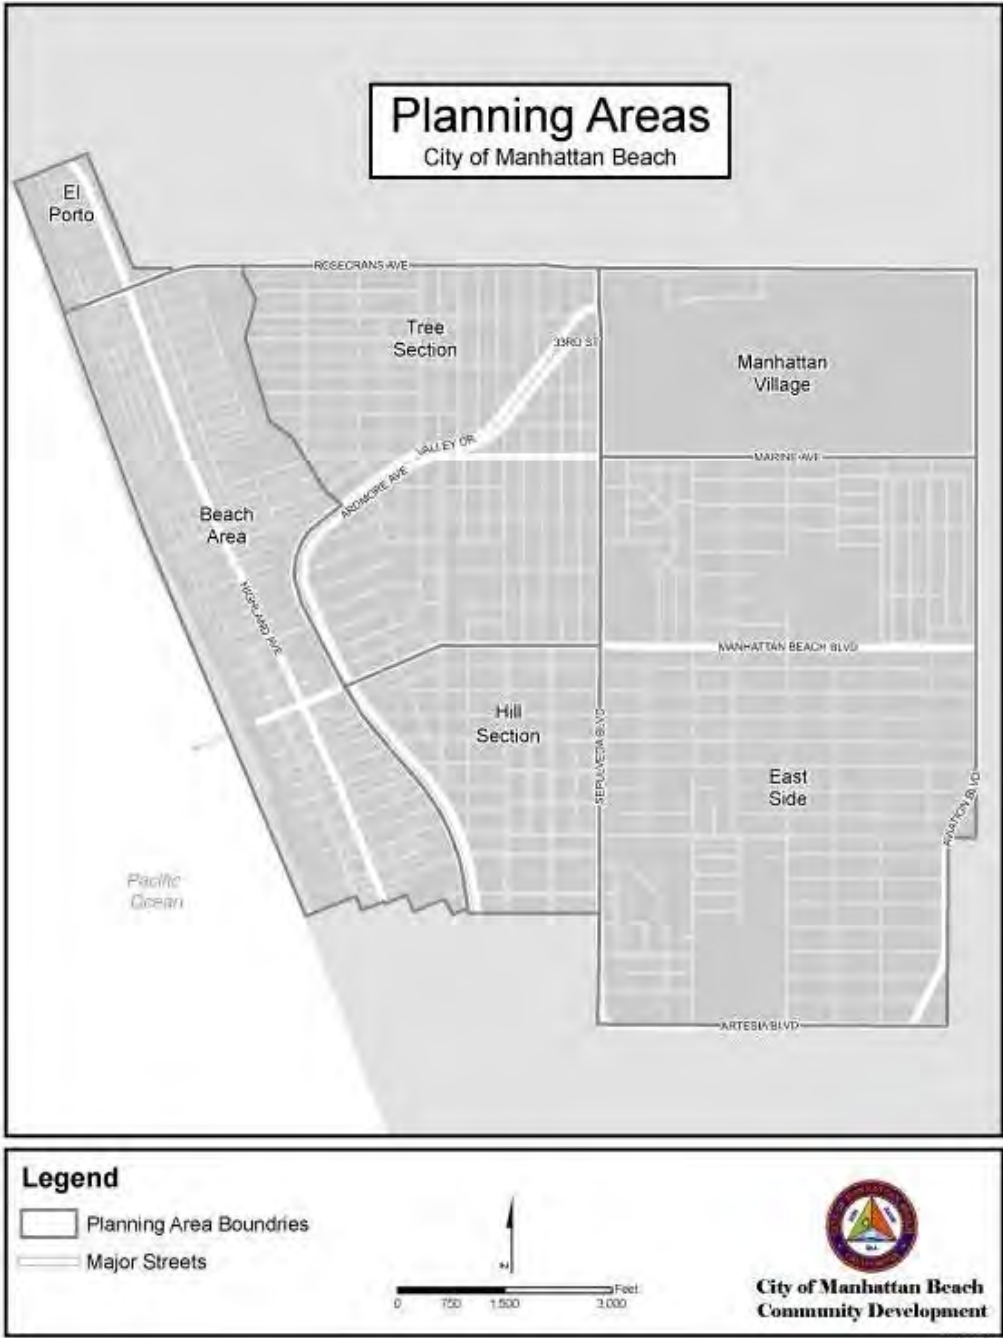 Planning Areas
City of Manhattan Beach
El
Porto
ROSECRANS AVE
Tree
Section
33RD ST
Manhattan
Village
VALLEY DR
MARINE AVE
ARDMORE AVE
Beach
Area
HIGHLAND AVE
MANHATTAN BEACH BLVD
Hill
Section
SEPULVEDA BLVD
East
Side
AVIATION BLVD
Pacific
Ocean
ARTESIA BLVD
Legend
Planning Area Boundries
Major Streets
N
Feet
0 750 1,500 3,000
City of Manhattan Beach
Community Development